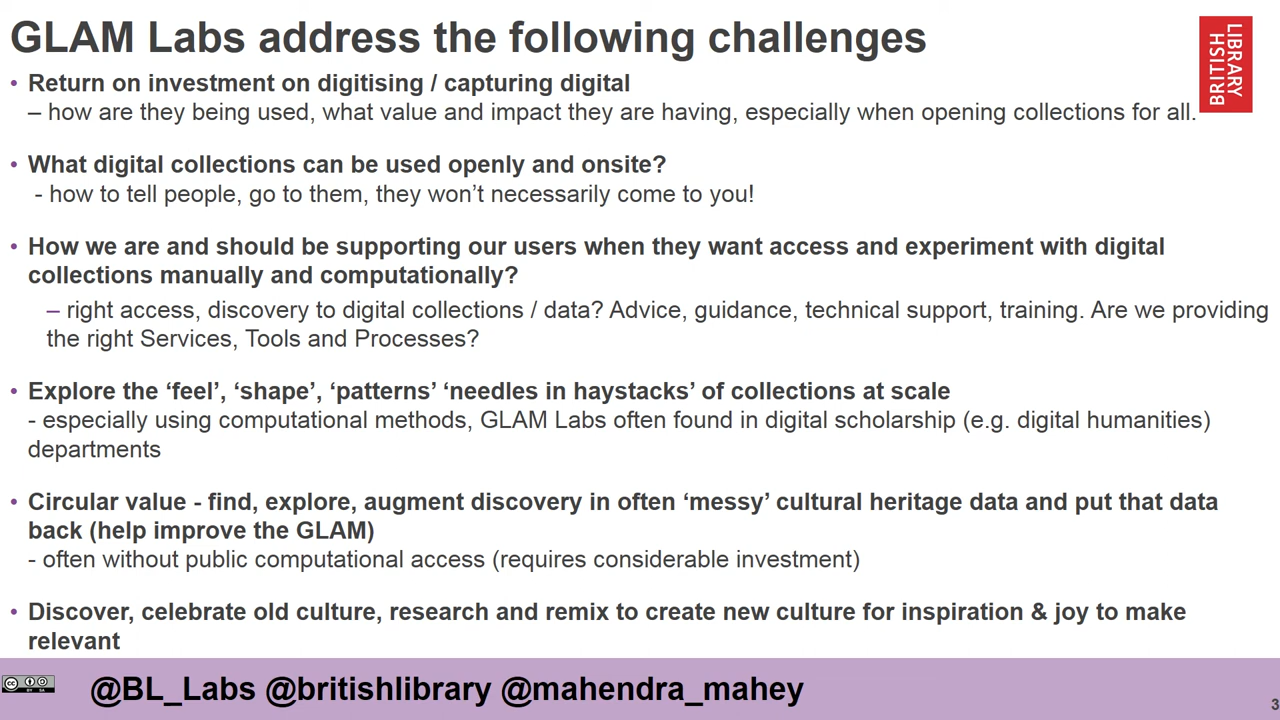 GLAM Labs address the following challenges
LIBRARY
BRITISH
• Return on investment on digitising / capturing digital
– how are they being used, what value and impact they are having, especially when opening collections for all.
• What digital collections can be used openly and onsite?
- how to tell people, go to them, they won’t necessarily come to you!
• How we are and should be supporting our users when they want access and experiment with digital
collections manually and computationally?
– right access, discovery to digital collections / data? Advice, guidance, technical support, training. Are we providing
the right Services, Tools and Processes?
• Explore the ‘feel’, ‘shape’, ‘patterns’ ‘needles in haystacks’ of collections at scale
- especially using computational methods, GLAM Labs often found in digital scholarship (e.g. digital humanities)
departments
• Circular value - find, explore, augment discovery in often ‘messy’ cultural heritage data and put that data
back (help improve the GLAM)
- often without public computational access (requires considerable investment)
• Discover, celebrate old culture, research and remix to create new culture for inspiration & joy to make
relevant
cc BY SA
@BL_Labs @britishlibrary @mahendra_mahey
3